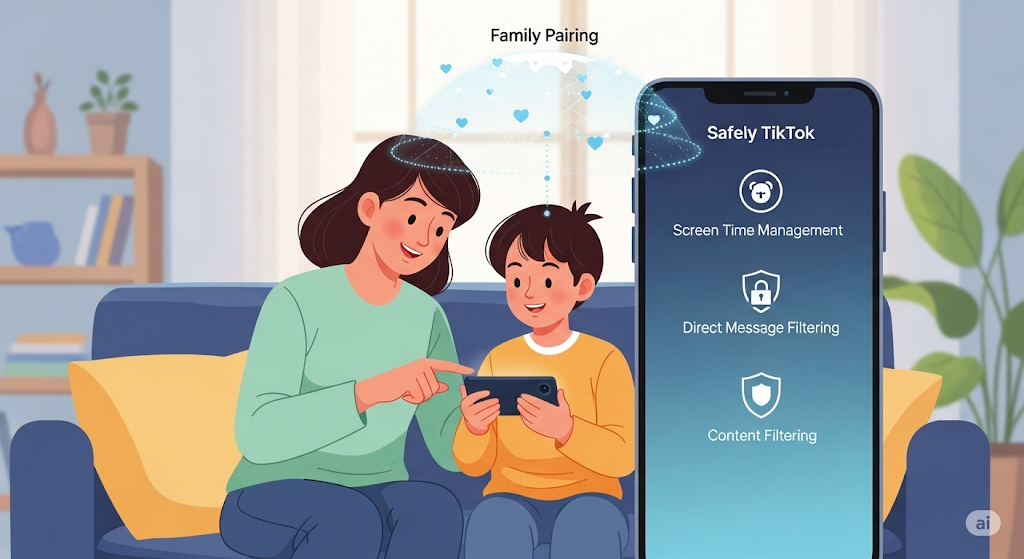 Family Pairing
Safely TikTok
Screen Time Management
Direct Message Filtering
Content Filtering
ai